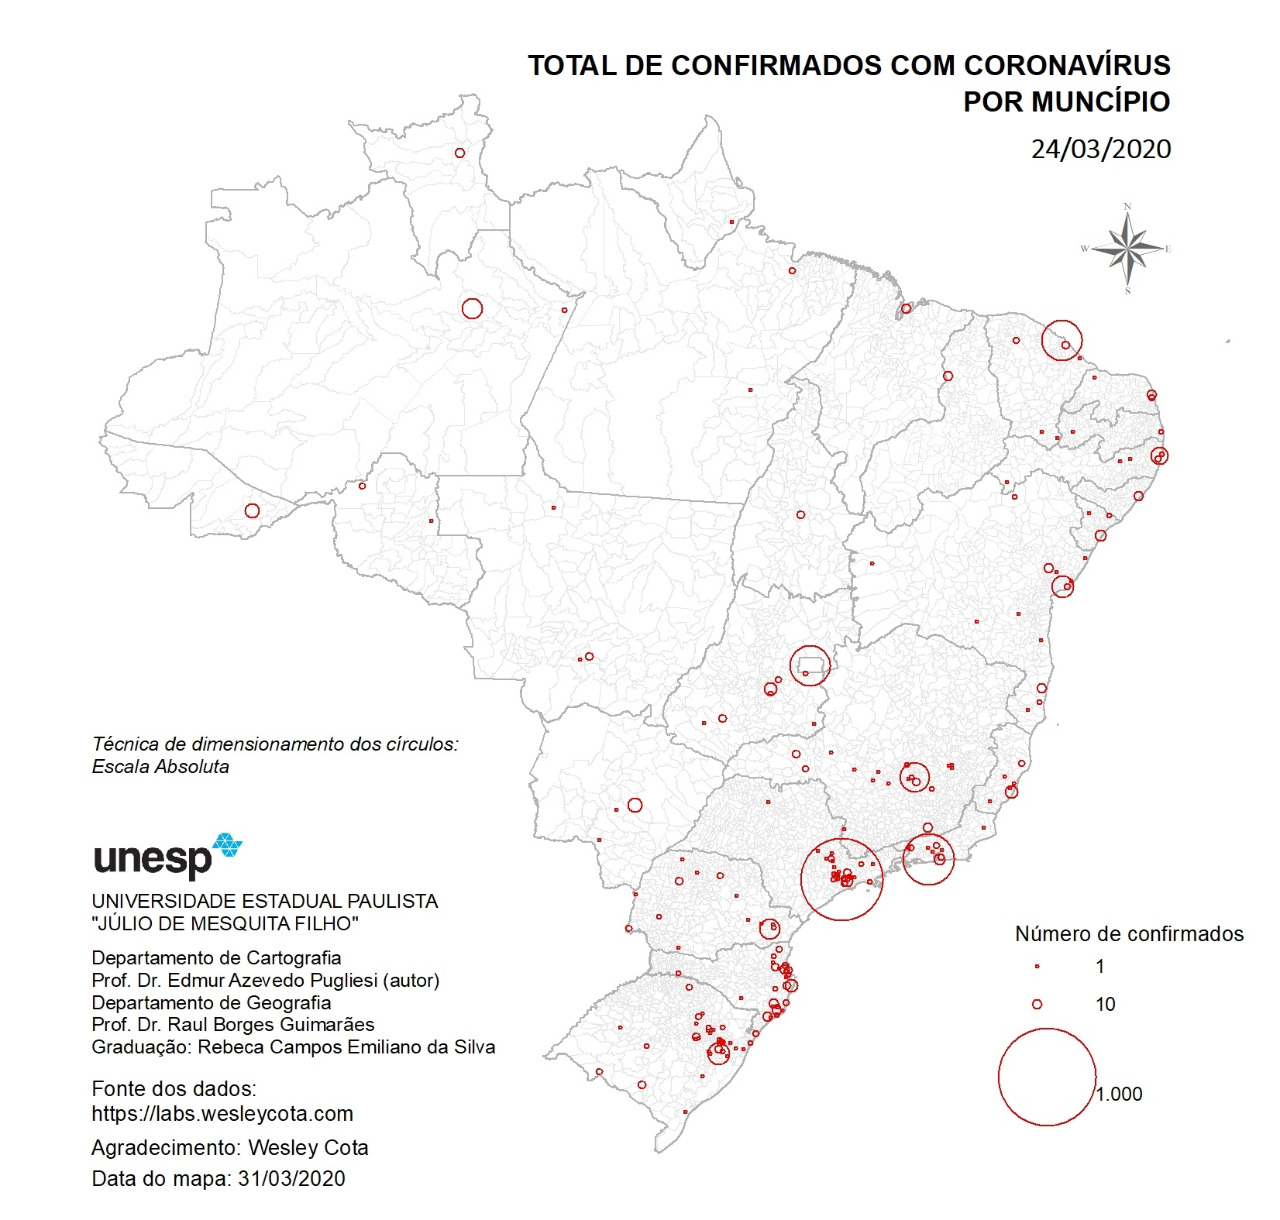 TOTAL DE CONFIRMADOS COM CORONAVÍRUS
POR MUNCÍPIO
24/03/2020
N
W E
S
Técnica de dimensionamento dos círculos:
Escala Absoluta
unesp
UNIVERSIDADE ESTADUAL PAULISTA
"JÚLIO DE MESQUITA FILHO"
Departamento de Cartografia
Prof. Dr. Edmur Azevedo Pugliesi (autor)
Departamento de Geografia
Prof. Dr. Raul Borges Guimarães
Graduação: Rebeca Campos Emiliano da Silva
Fonte dos dados:
https://labs.wesleycota.com
Agradecimento: Wesley Cota
Data do mapa: 31/03/2020
Número de confirmados
1
10
1.000